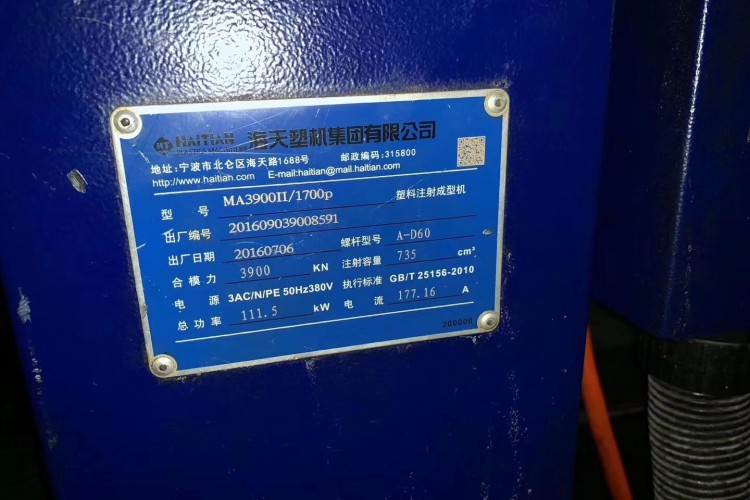 HAITIAN 海天塑机集团有限公司
地址:宁波市北仑区海天路1688号 邮政编码:315800
http://www.haitian.com E-mail:haitian@mail.haitian.com
型号 MA3900II/1700p 塑料注射成型机
出厂编号 201609039008591
出厂日期 20160706 螺杆型号 A-D60
合模力 3900 KN 注射容量 735 cm³
电源 3AC/N/PE 50Hz380V 执行标准 GB/T 25156-2010
总功率 111.5 kW 电流 177.16 A
200000